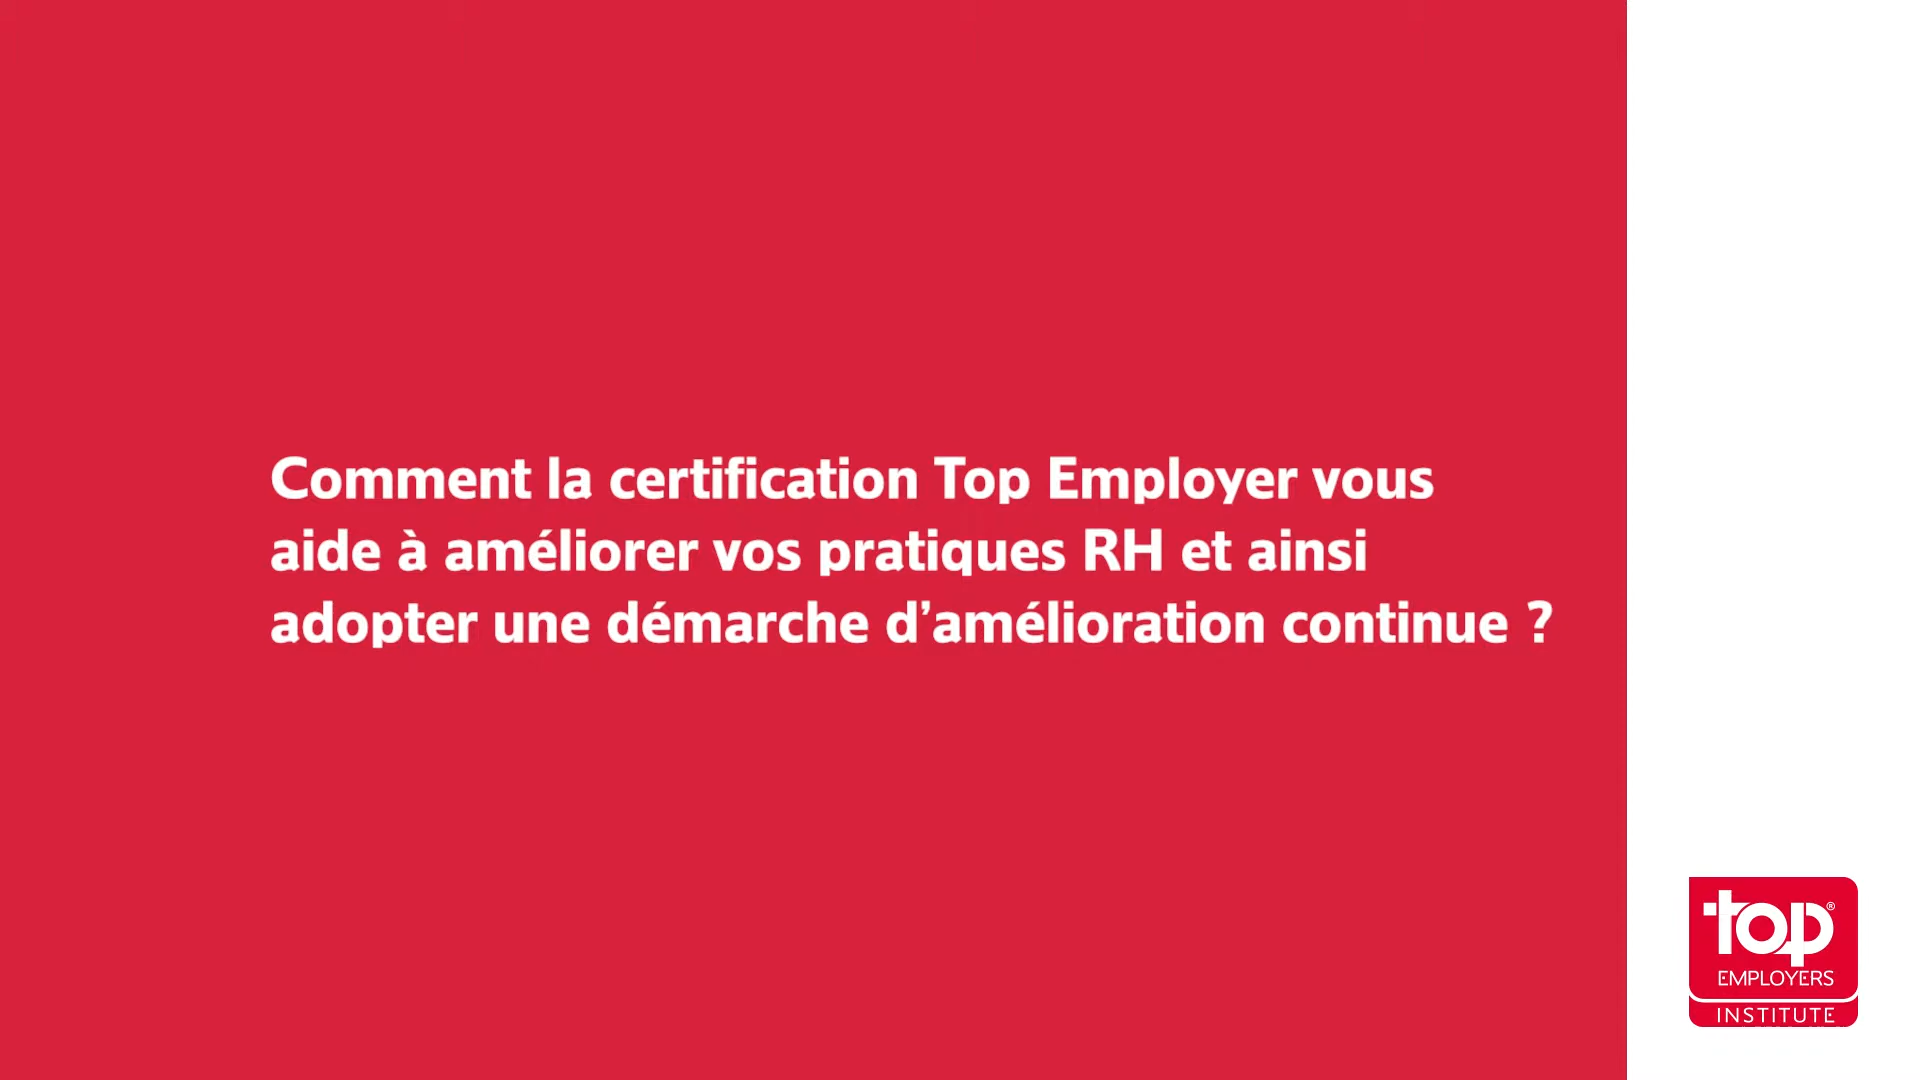 Comment la certification Top Employer vous
aide à améliorer vos pratiques RH et ainsi
adopter une démarche d’amélioration continue ?
top®
EMPLOYERS
INSTITUTE